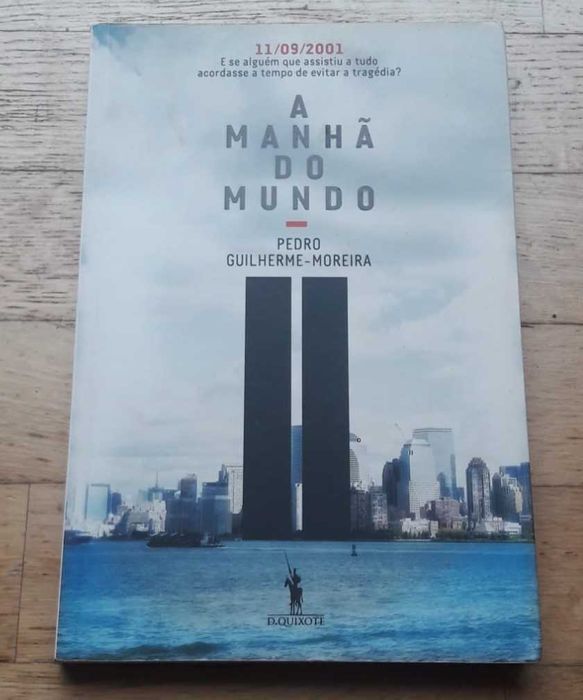 11/09/2001
E se alguém que assistiu a tudo
acordasse a tempo de evitar a tragédia?
A
MANHÃ
DO
MUNDO
PEDRO
GUILHERME-MOREIRA
D.QUIXOTE